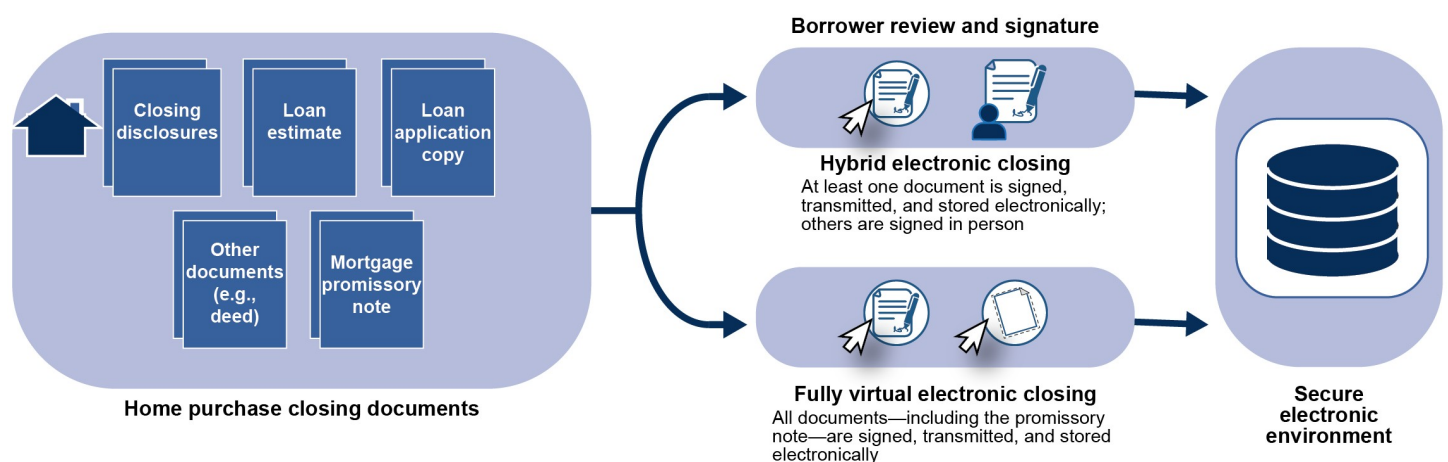 Closing
disclosures
Loan
estimate
Loan
application
copy
Other
documents
(e.g.,
deed)
Mortgage
promissory
note
Home purchase closing documents
Borrower review and signature
Hybrid electronic closing
At least one document is signed,
transmitted, and stored electronically;
others are signed in person
Fully virtual electronic closing
All documents—including the promissory
note—are signed, transmitted, and stored
electronically
Secure
electronic
environment